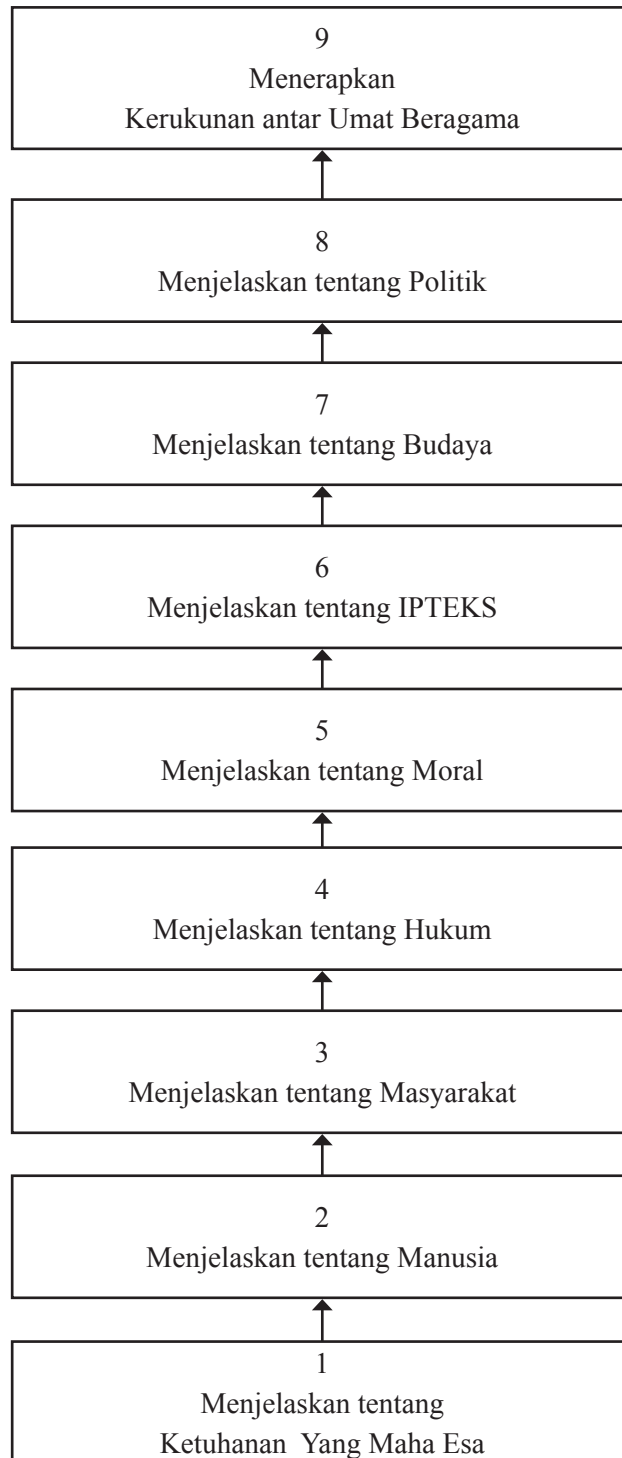 9
Menerapkan
Kerukunan antar Umat Beragama
8
Menjelaskan tentang Politik
7
Menjelaskan tentang Budaya
6
Menjelaskan tentang IPTEKS
5
Menjelaskan tentang Moral
4
Menjelaskan tentang Hukum
3
Menjelaskan tentang Masyarakat
2
Menjelaskan tentang Manusia
1
Menjelaskan tentang
Ketuhanan  Yang Maha Esa